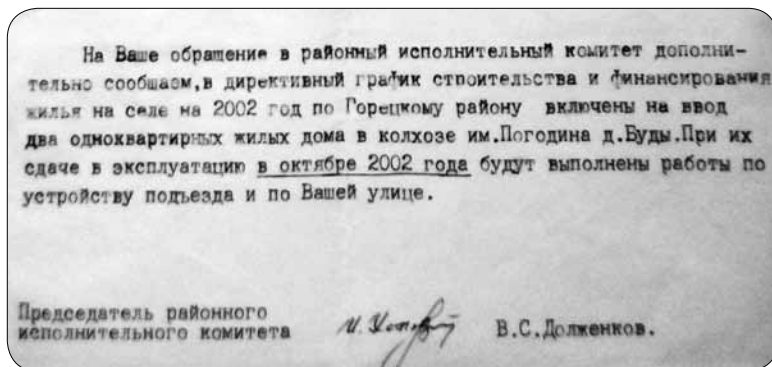 На Ваше обращение в районный исполнительный комитет дополни-
тельно сообщаем,в директивный график строительства и финансирования
жилья на селе на 2002 год по Горецкому району включены на ввод
два одноквартирных жилых дома в колхозе им.Погодина д.Буды.При их
сдаче в эксплуатацию в октябре 2002 года будут выполнены работы по
устройству подъезда и по Вашей улице.
Председатель районного
исполнительного комитета В.С.Долженков.